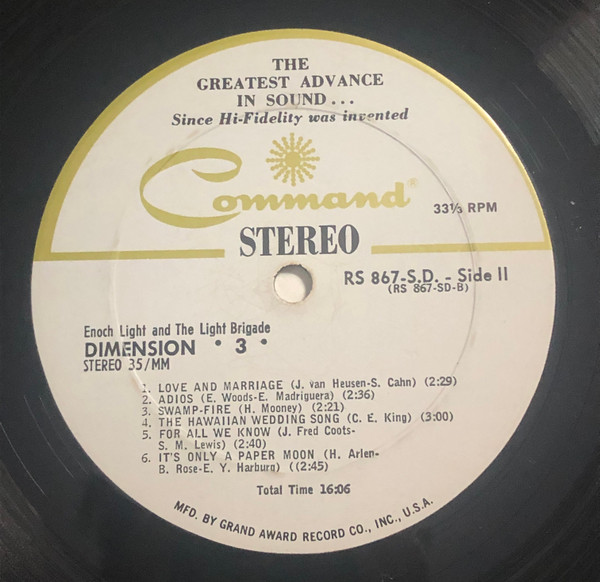 THE
GREATEST ADVANCE
IN SOUND...
Since Hi-Fidelity was invented
Command®
33⅓ RPM
STEREO
RS 867-S.D. - Side II
(RS 867-SD-B)
Enoch Light and The Light Brigade
DIMENSION • 3 •
STEREO 35/MM
1. LOVE AND MARRIAGE (J. van Heusen-S. Cahn) (2:29)
2. ADIOS (E. Woods-E. Madriguera) (2:36)
3. SWAMP-FIRE (H. Mooney) (2:21)
4. THE HAWAIIAN WEDDING SONG (C. E. King) (3:00)
5. FOR ALL WE KNOW (J. Fred Coots-
S. M. Lewis) (2:40)
6. IT'S ONLY A PAPER MOON (H. Arlen-
B. Rose-E. Y. Harburg) ((2:45)
Total Time 16:06
MFD. BY GRAND AWARD RECORD CO., INC., U.S.A.